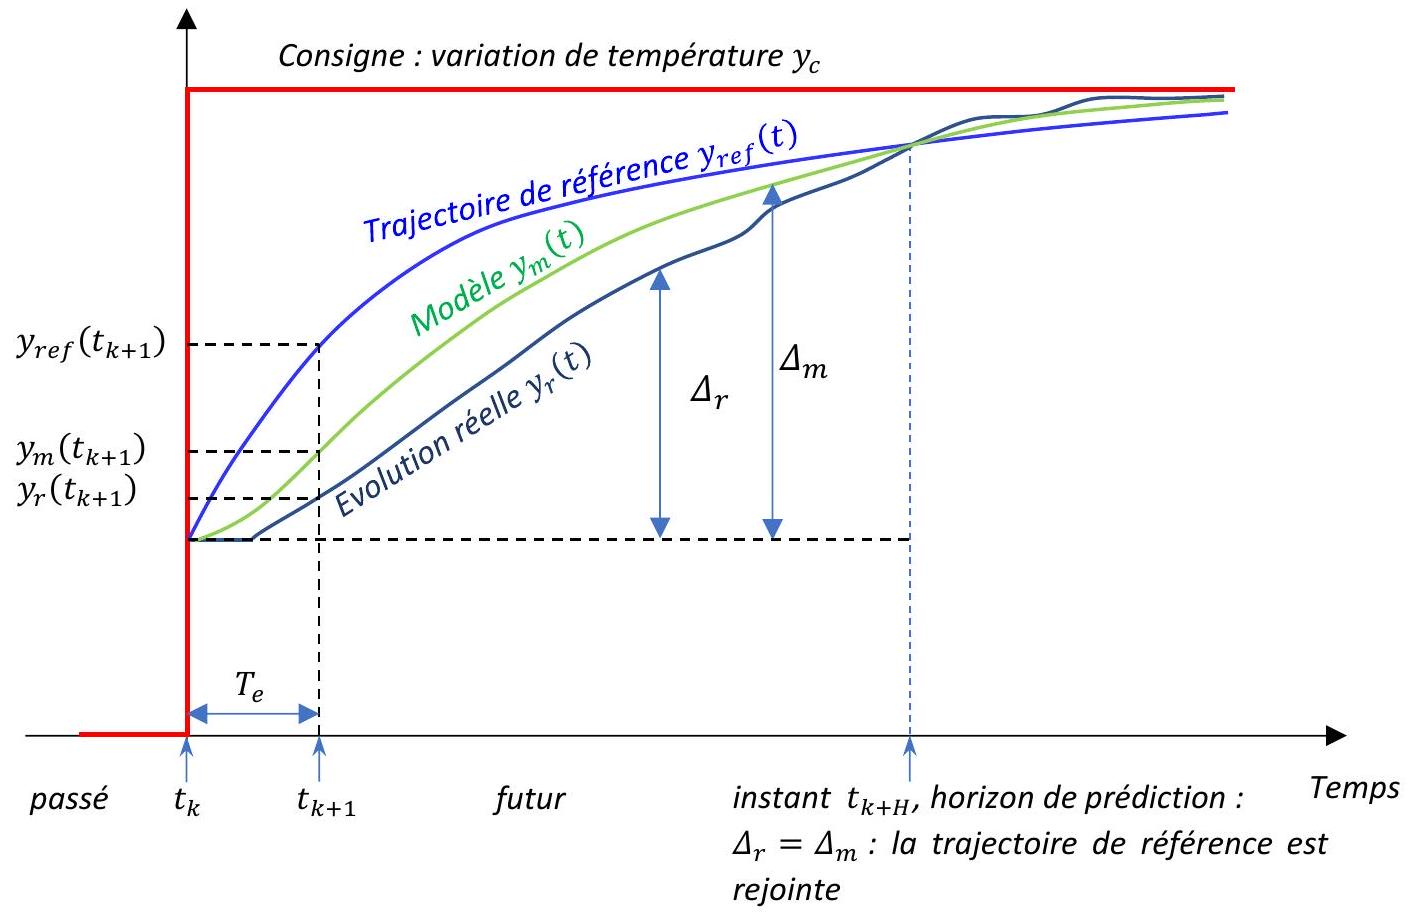 Consigne : variation de température y_c
Trajectoire de référence y_ref(t)
Modèle y_m(t)
Evolution réelle y_r(t)
y_ref(t_{k+1})
y_m(t_{k+1})
y_r(t_{k+1})
Δ_r
Δ_m
T_e
passé
t_k
t_{k+1}
futur
Temps
instant t_{k+H}, horizon de prédiction :
Δ_r = Δ_m : la trajectoire de référence est
rejointe